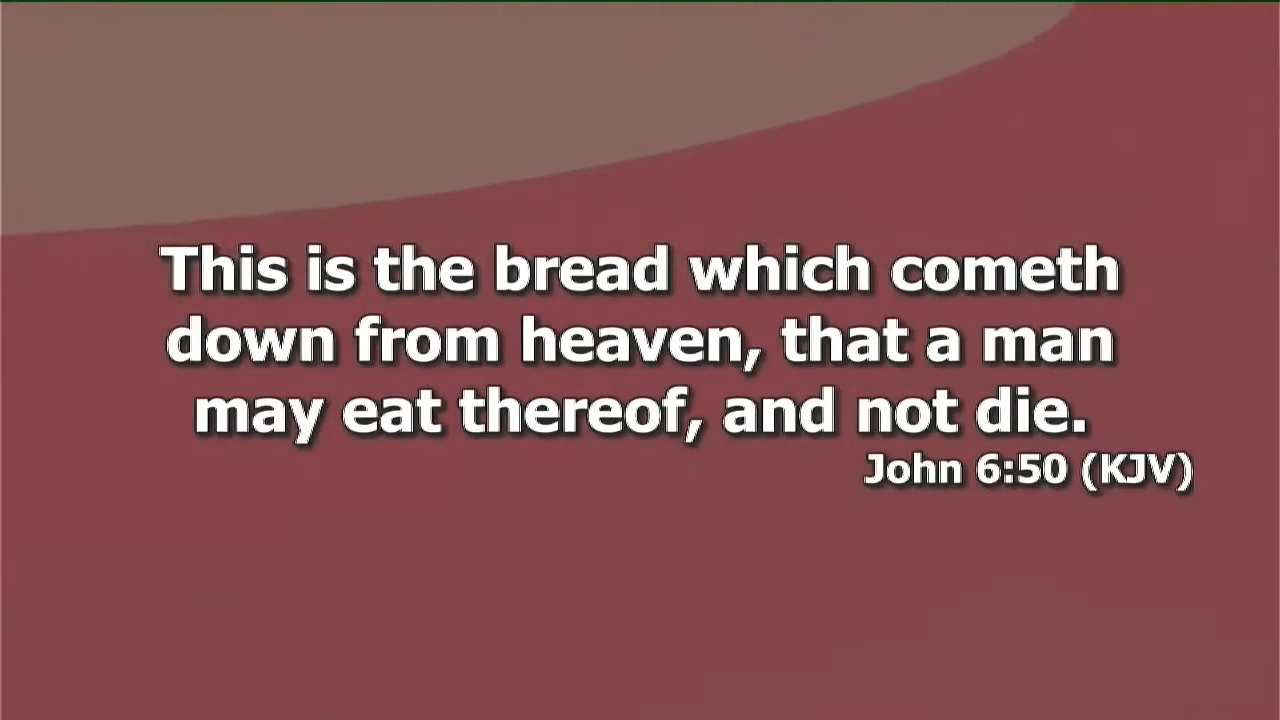 This is the bread which cometh
down from heaven, that a man
may eat thereof, and not die.
John 6:50 (KJV)